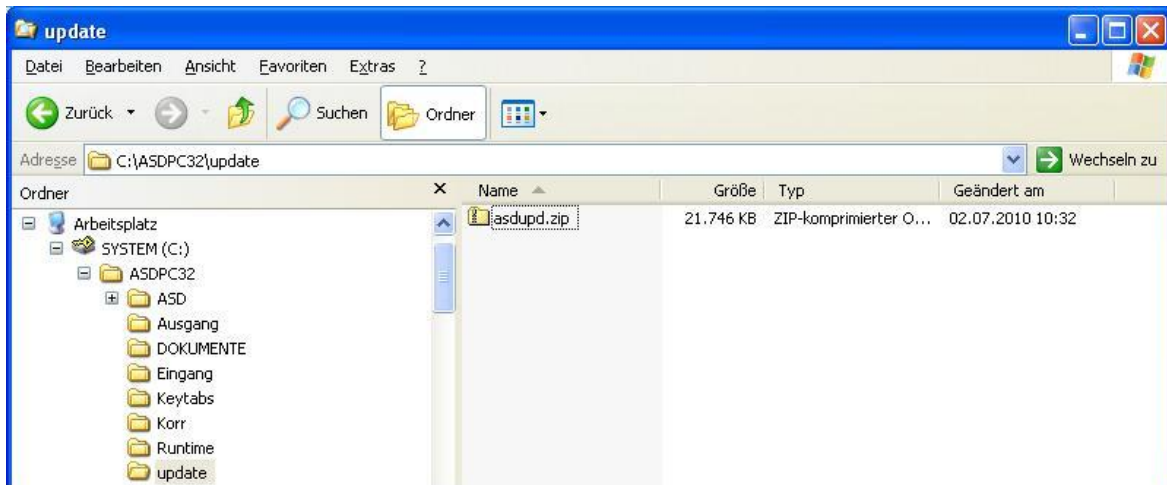 update
Datei Bearbeiten Ansicht Favoriten Extras ?
Zurück Suchen Ordner
Adresse C:\ASDPC32\update Wechseln zu
Ordner Name Größe Typ Geändert am
asdupd.zip 21.746 KB ZIP-komprimierter O... 02.07.2010 10:32
Arbeitsplatz
SYSTEM (C:)
ASDPC32
ASD
Ausgang
DOKUMENTE
Eingang
Keytabs
Korr
Runtime
update